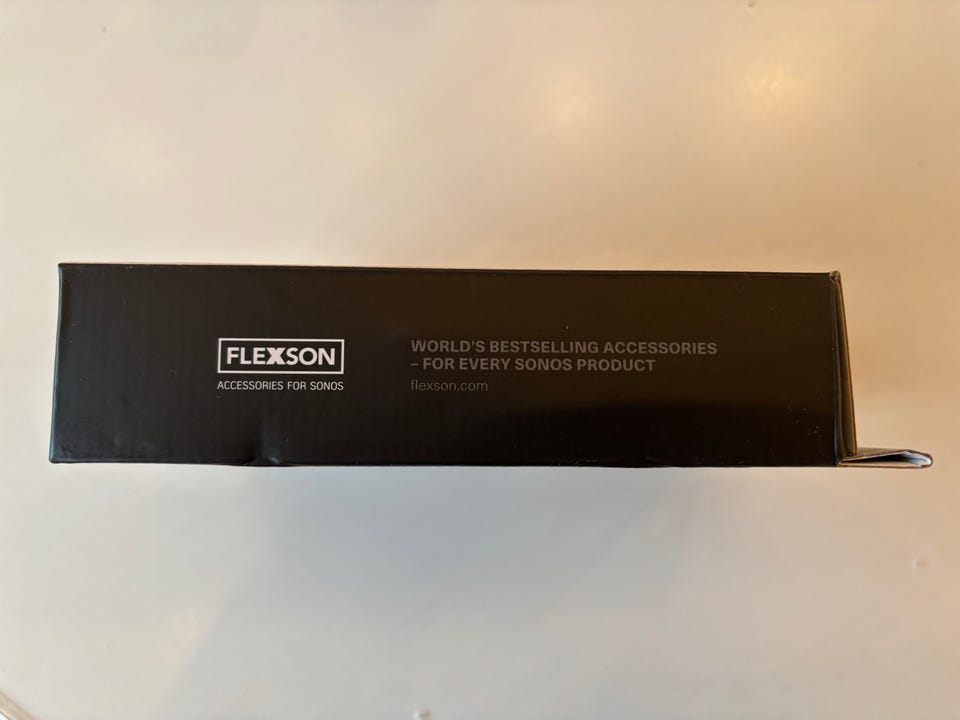 FLEXSON
ACCESSORIES FOR SONOS
WORLD'S BESTSELLING ACCESSORIES
– FOR EVERY SONOS PRODUCT
flexson.com